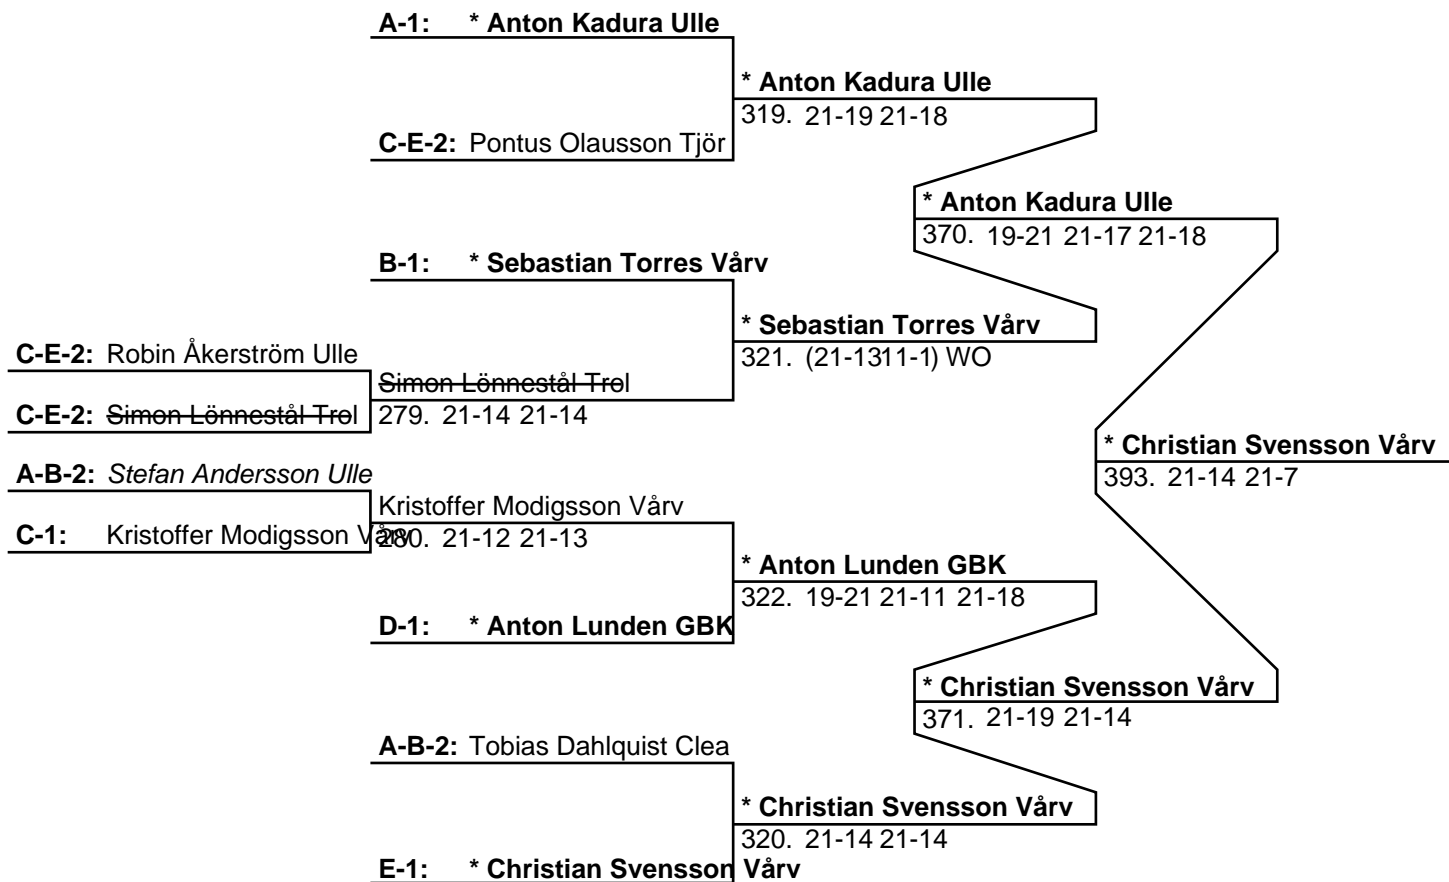 A-1: * Anton Kadura Ulle
* Anton Kadura Ulle
319. 21-19 21-18
C-E-2: Pontus Olausson Tjör
* Anton Kadura Ulle
370. 19-21 21-17 21-18
B-1: * Sebastian Torres Vårv
* Sebastian Torres Vårv
321. (21-1311-1) WO
C-E-2: Robin Åkerström Ulle
Simon Lönnestål Trol
279. 21-14 21-14
C-E-2: Simon Lönnestål Trol
* Christian Svensson Vårv
393. 21-14 21-7
A-B-2: Stefan Andersson Ulle
Kristoffer Modigsson Vårv
280. 21-12 21-13
C-1: Kristoffer Modigsson Vårv
* Anton Lunden GBK
322. 19-21 21-11 21-18
D-1: * Anton Lunden GBK
* Christian Svensson Vårv
371. 21-19 21-14
A-B-2: Tobias Dahlquist Clea
* Christian Svensson Vårv
320. 21-14 21-14
E-1: * Christian Svensson Vårv